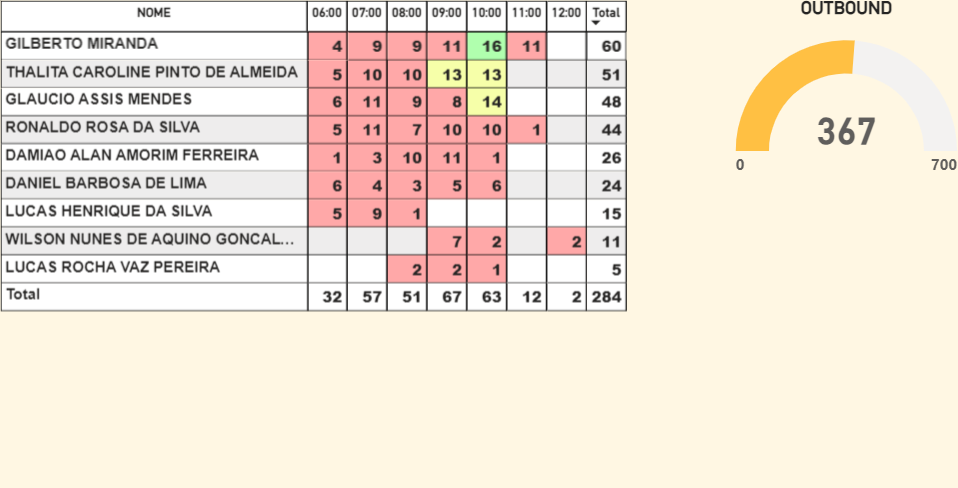 NOME 06:00 07:00 08:00 09:00 10:00 11:00 12:00 Total
GILBERTO MIRANDA 4 9 9 11 16 11 60
THALITA CAROLINE PINTO DE ALMEIDA 5 10 10 13 13 51
GLAUCIO ASSIS MENDES 6 11 9 8 14 48
RONALDO ROSA DA SILVA 5 11 7 10 10 1 44
DAMIAO ALAN AMORIM FERREIRA 1 3 10 11 1 26
DANIEL BARBOSA DE LIMA 6 4 3 5 6 24
LUCAS HENRIQUE DA SILVA 5 9 1 15
WILSON NUNES DE AQUINO GONCAL... 7 2 2 11
LUCAS ROCHA VAZ PEREIRA 2 2 1 5
Total 32 57 51 67 63 12 2 284
OUTBOUND
367
0 700